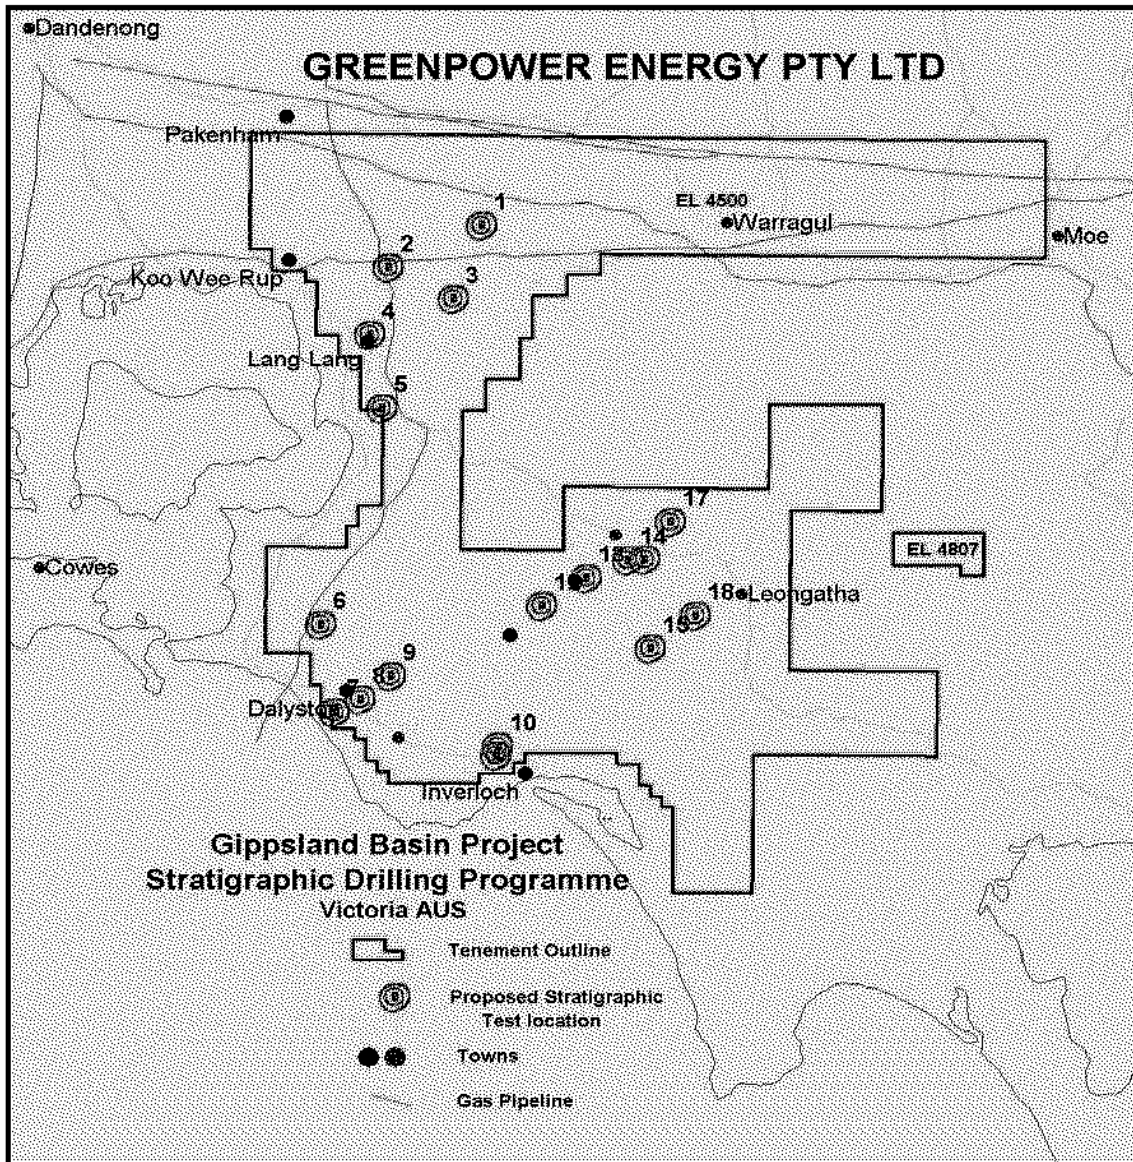 Dandenong
GREENPOWER ENERGY PTY LTD
Pakenham
1
EL 4500
Warragul
Moe
2
Koo Wee Rup
3
4
Lang Lang
5
17
14
EL 4807
Cowes
18
Leongatha
6
9
8
7
Dalyston
10
Inverloch
Gippsland Basin Project
Stratigraphic Drilling Programme
Victoria AUS
Tenement Outline
Proposed Stratigraphic
Test location
Towns
Gas Pipeline